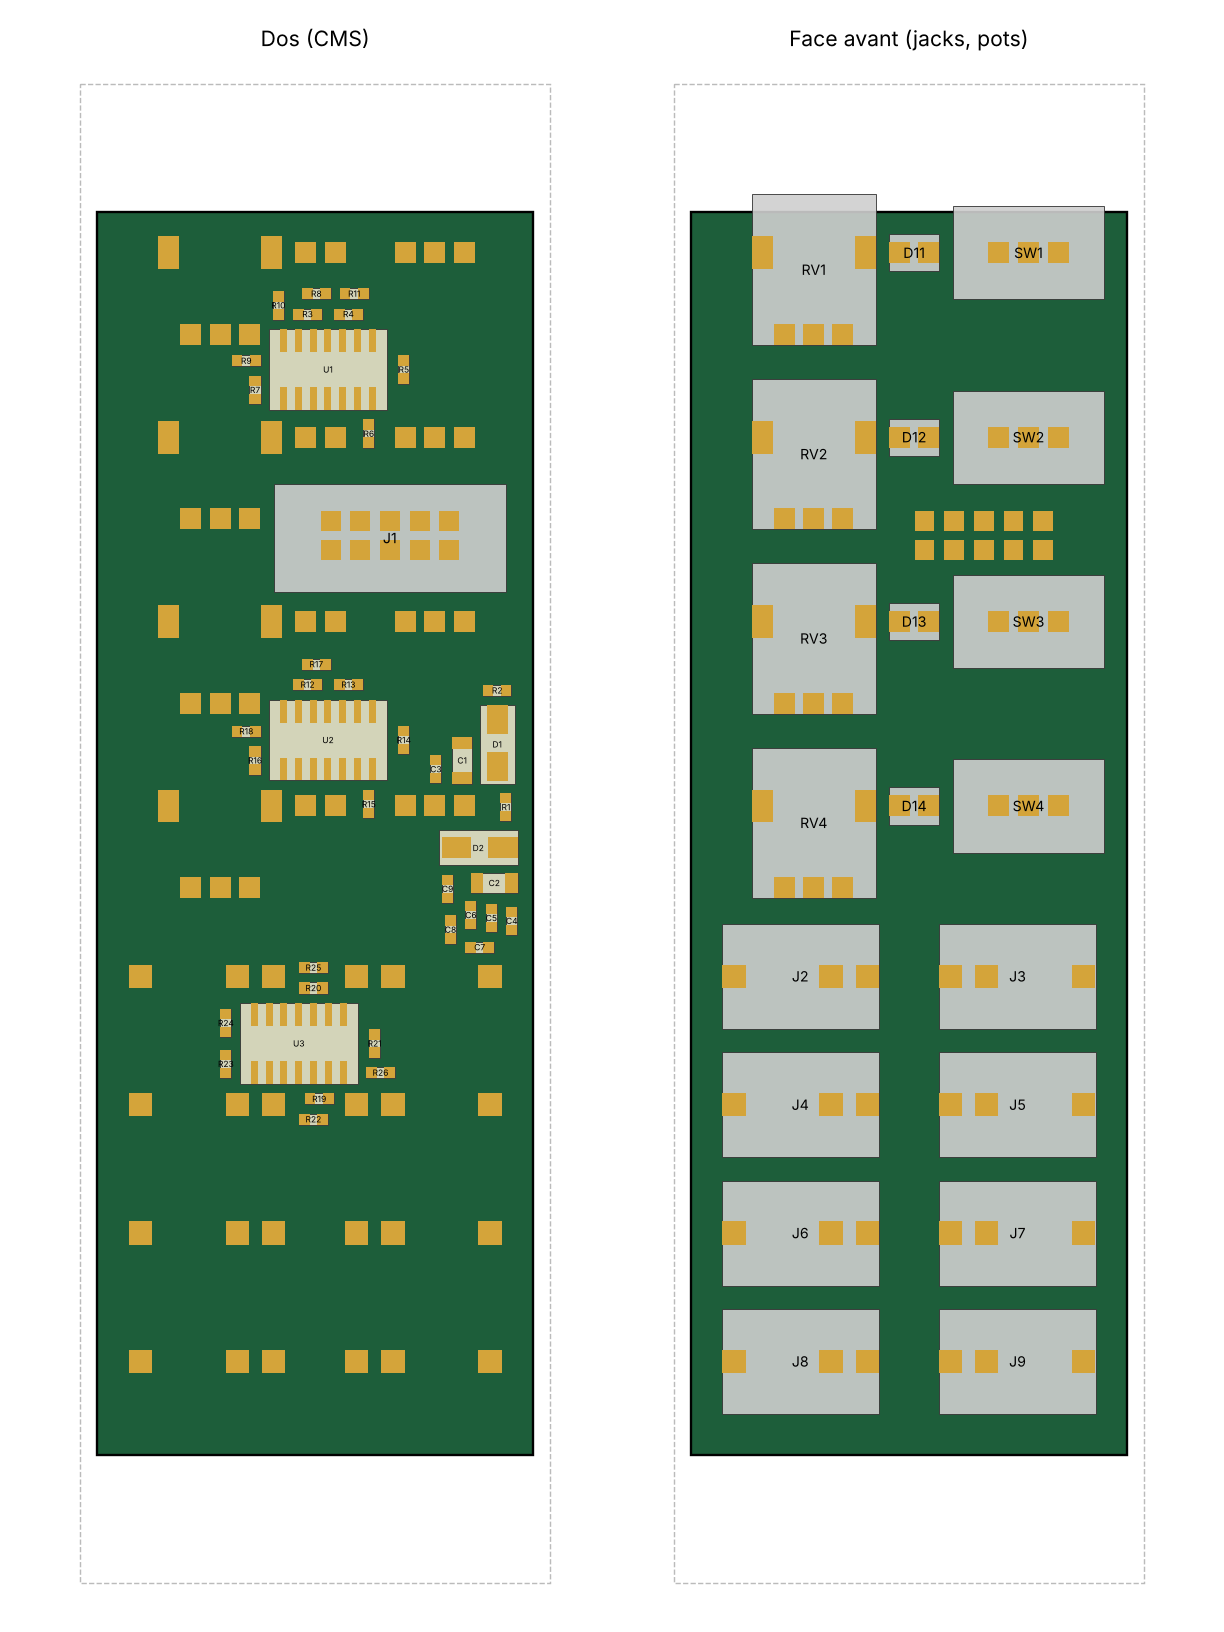 Dos (CMS)
R8 R11
R10
R3 R4
R9
U1
R5
R7
R6
J1
R17
R12 R13
R2
R18
U2
R14
D1
R16
C3
C1
R15
R1
D2
C9
C2
C6
C5
C4
C8
C7
R25
R20
R24
U3
R21
R23
R26
R19
R22
Face avant (jacks, pots)
RV1
D11
SW1
RV2
D12
SW2
RV3
D13
SW3
RV4
D14
SW4
J2 J3
J4 J5
J6 J7
J8 J9